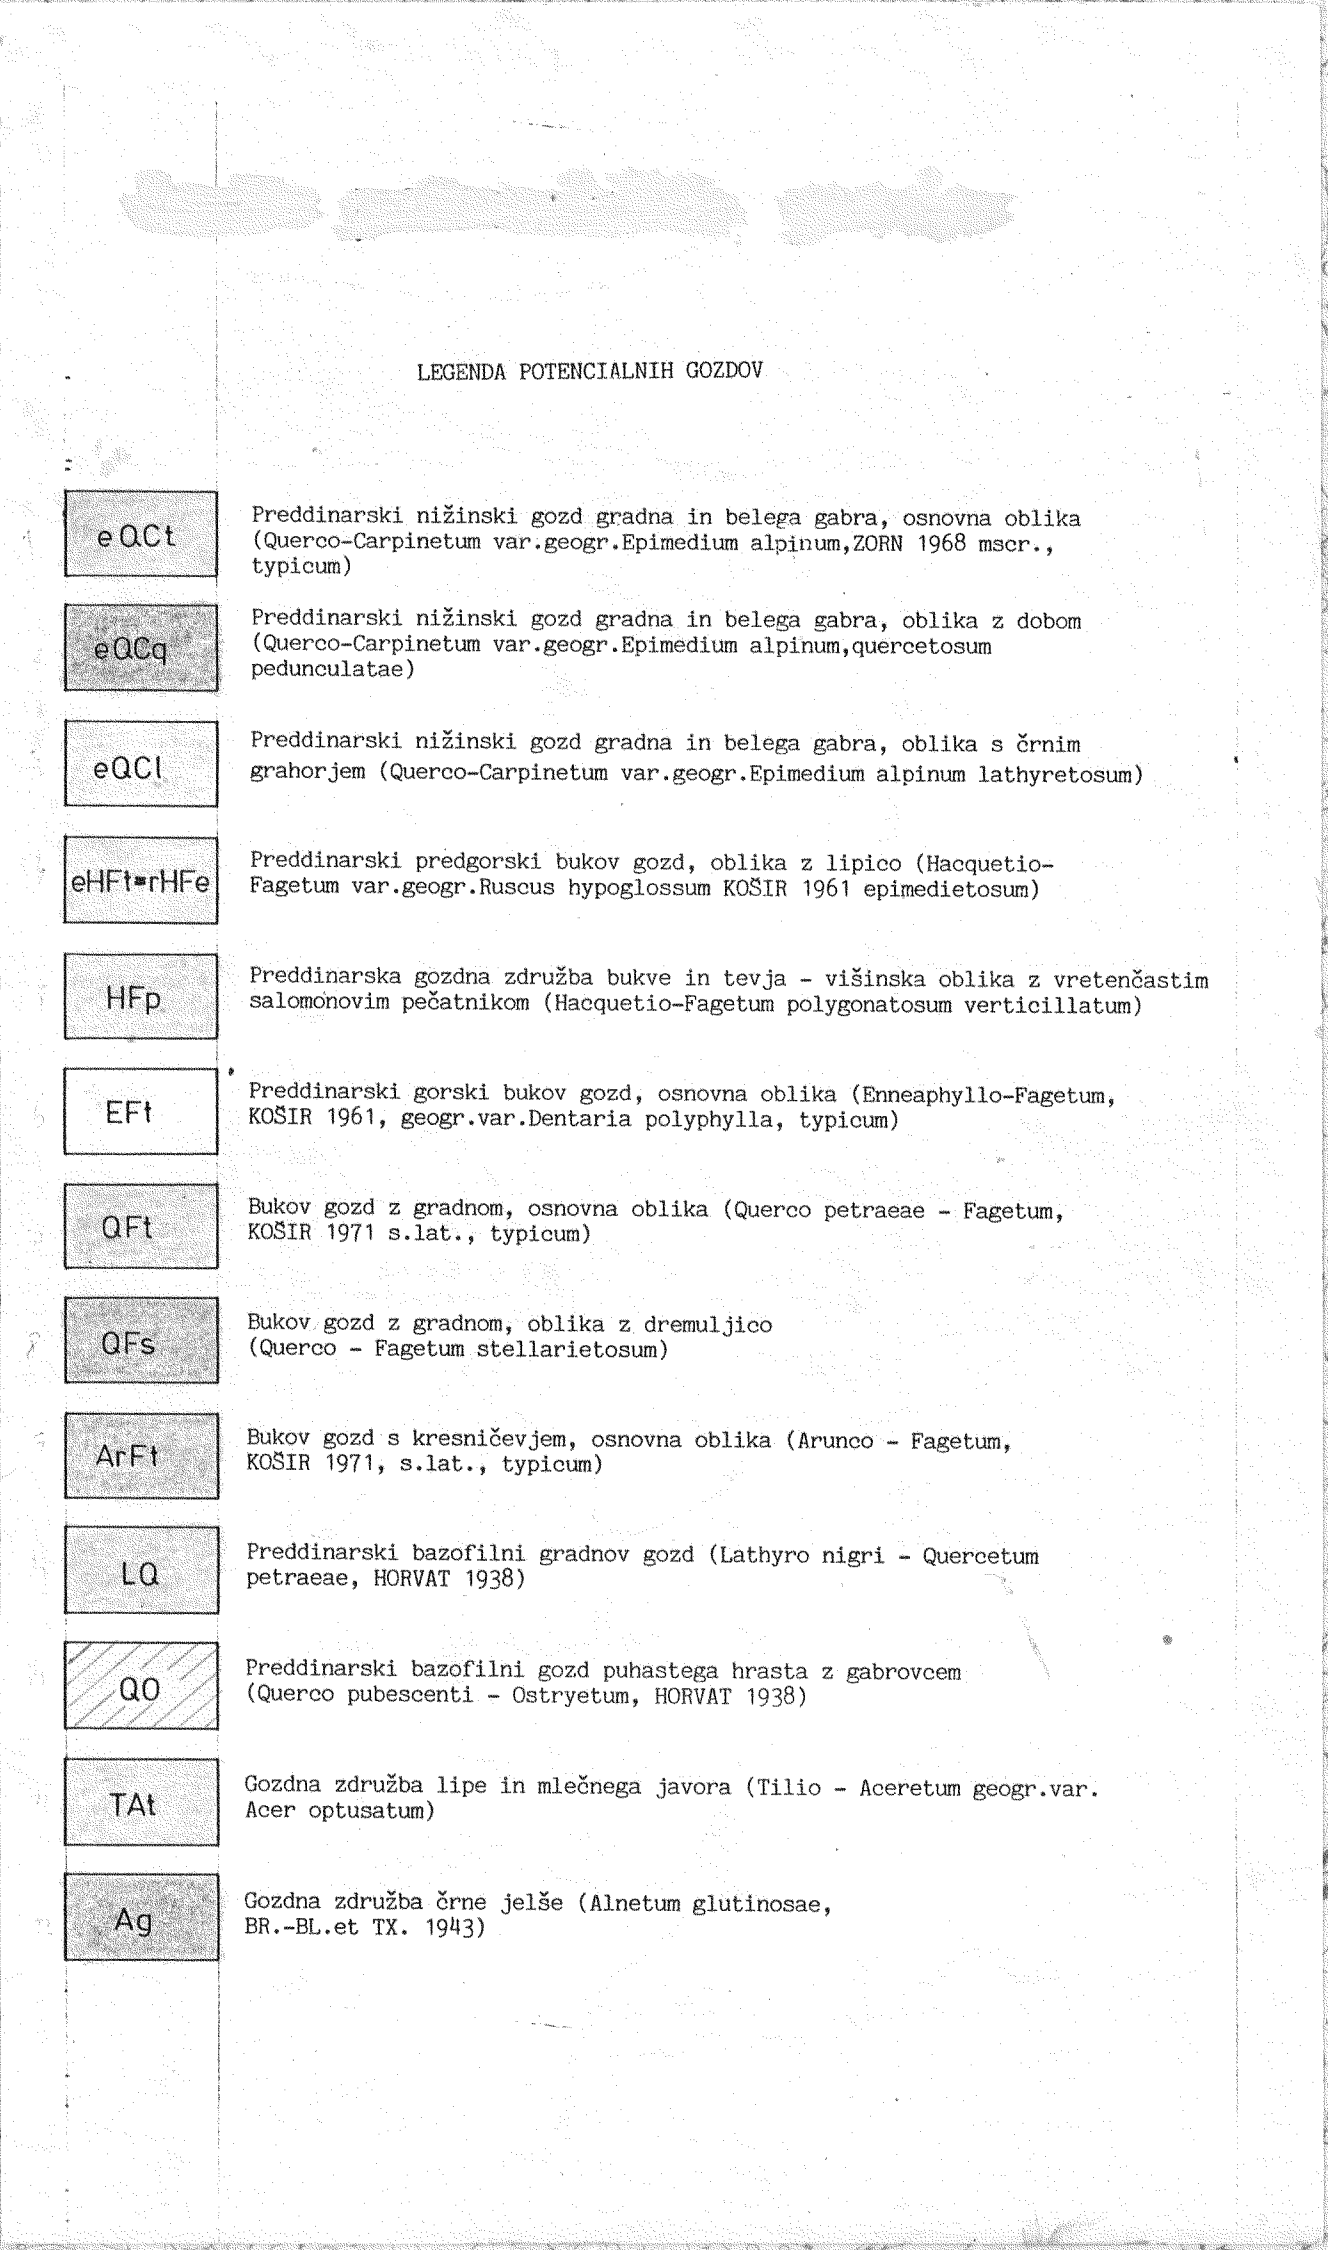 LEGENDA POTENCIALNIH GOZDOV
eQCt
Preddinarski nižinski gozd gradna in belega gabra, osnovna oblika
(Querco-Carpinetum var.geogr.Epimedium alpinum,ZORN 1968 mscr.,
typicum)
eQCq
Preddinarski nižinski gozd gradna in belega gabra, oblika z dobom
(Querco-Carpinetum var.geogr.Epimedium alpinum,quercetosum
pedunculatae)
eQCl
Preddinarski nižinski gozd gradna in belega gabra, oblika s črnim
grahorjem (Querco-Carpinetum var.geogr.Epimedium alpinum lathyretosum)
eHFt=rHFe
Preddinarski predgorski bukov gozd, oblika z lipico (Hacquetio-
Fagetum var.geogr.Ruscus hypoglossum KOŠIR 1961 epimedietosum)
HFp
Preddinarska gozdna združba bukve in tevja - višinska oblika z vretenčastim
salomonovim pečatnikom (Hacquetio-Fagetum polygonatosum verticillatum)
EFt
Preddinarski gorski bukov gozd, osnovna oblika (Enneaphyllo-Fagetum,
KOŠIR 1961, geogr.var.Dentaria polyphylla, typicum)
QFt
Bukov gozd z gradnom, osnovna oblika (Querco petraeae - Fagetum,
KOŠIR 1971 s.lat., typicum)
QFs
Bukov gozd z gradnom, oblika z dremuljico
(Querco - Fagetum stellarietosum)
ArFt
Bukov gozd s kresničevjem, osnovna oblika (Arunco - Fagetum,
KOŠIR 1971, s.lat., typicum)
LQ
Preddinarski bazofilni gradnov gozd (Lathyro nigri - Quercetum
petraeae, HORVAT 1938)
QO
Preddinarski bazofilni gozd puhastega hrasta z gabrovcem
(Querco pubescenti - Ostryetum, HORVAT 1938)
TAt
Gozdna združba lipe in mlečnega javora (Tilio - Aceretum geogr.var.
Acer optusatum)
Ag
Gozdna združba črne jelše (Alnetum glutinosae,
BR.-BL.et TX. 1943)